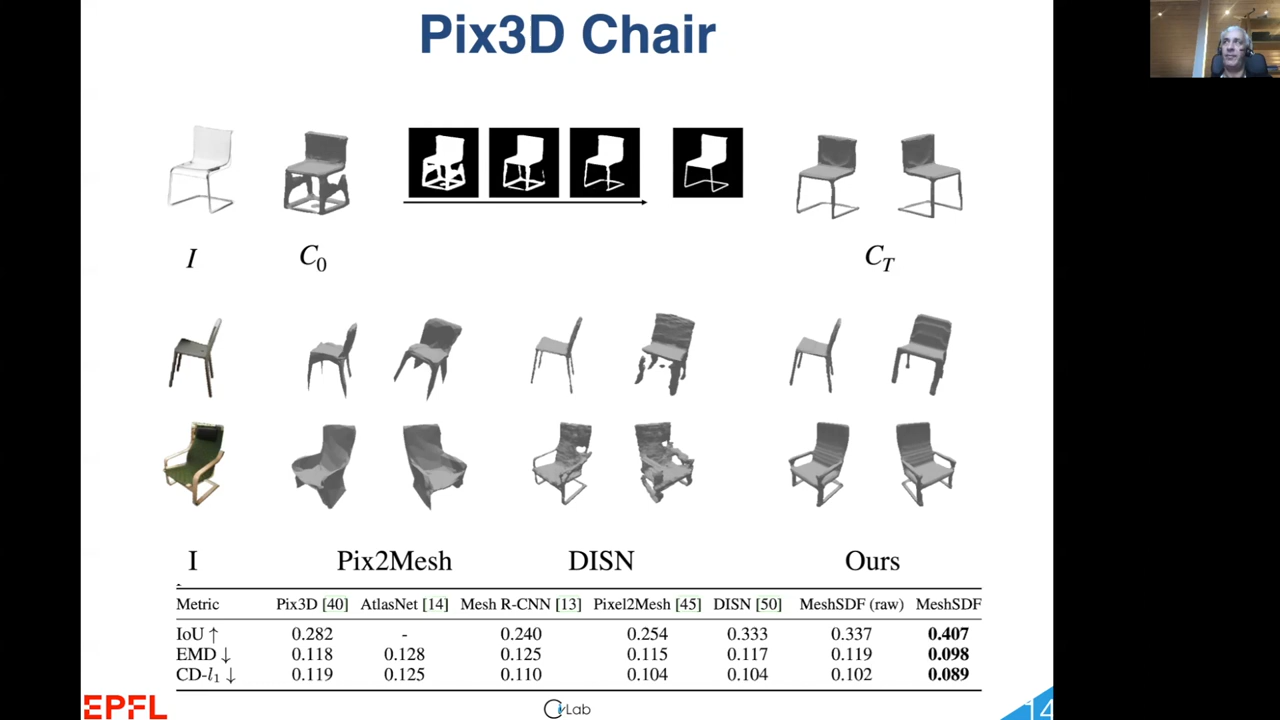 Pix3D Chair
I
C0
CT
I Pix2Mesh DISN Ours
Metric Pix3D [40] AtlasNet [14] Mesh R-CNN [13] Pixel2Mesh [45] DISN [50] MeshSDF (raw) MeshSDF
IoU ↑ 0.282 - 0.240 0.254 0.333 0.337 0.407
EMD ↓ 0.118 0.128 0.125 0.115 0.117 0.119 0.098
CD-l1 ↓ 0.119 0.125 0.110 0.104 0.104 0.102 0.089
EPFL
CVLab
14